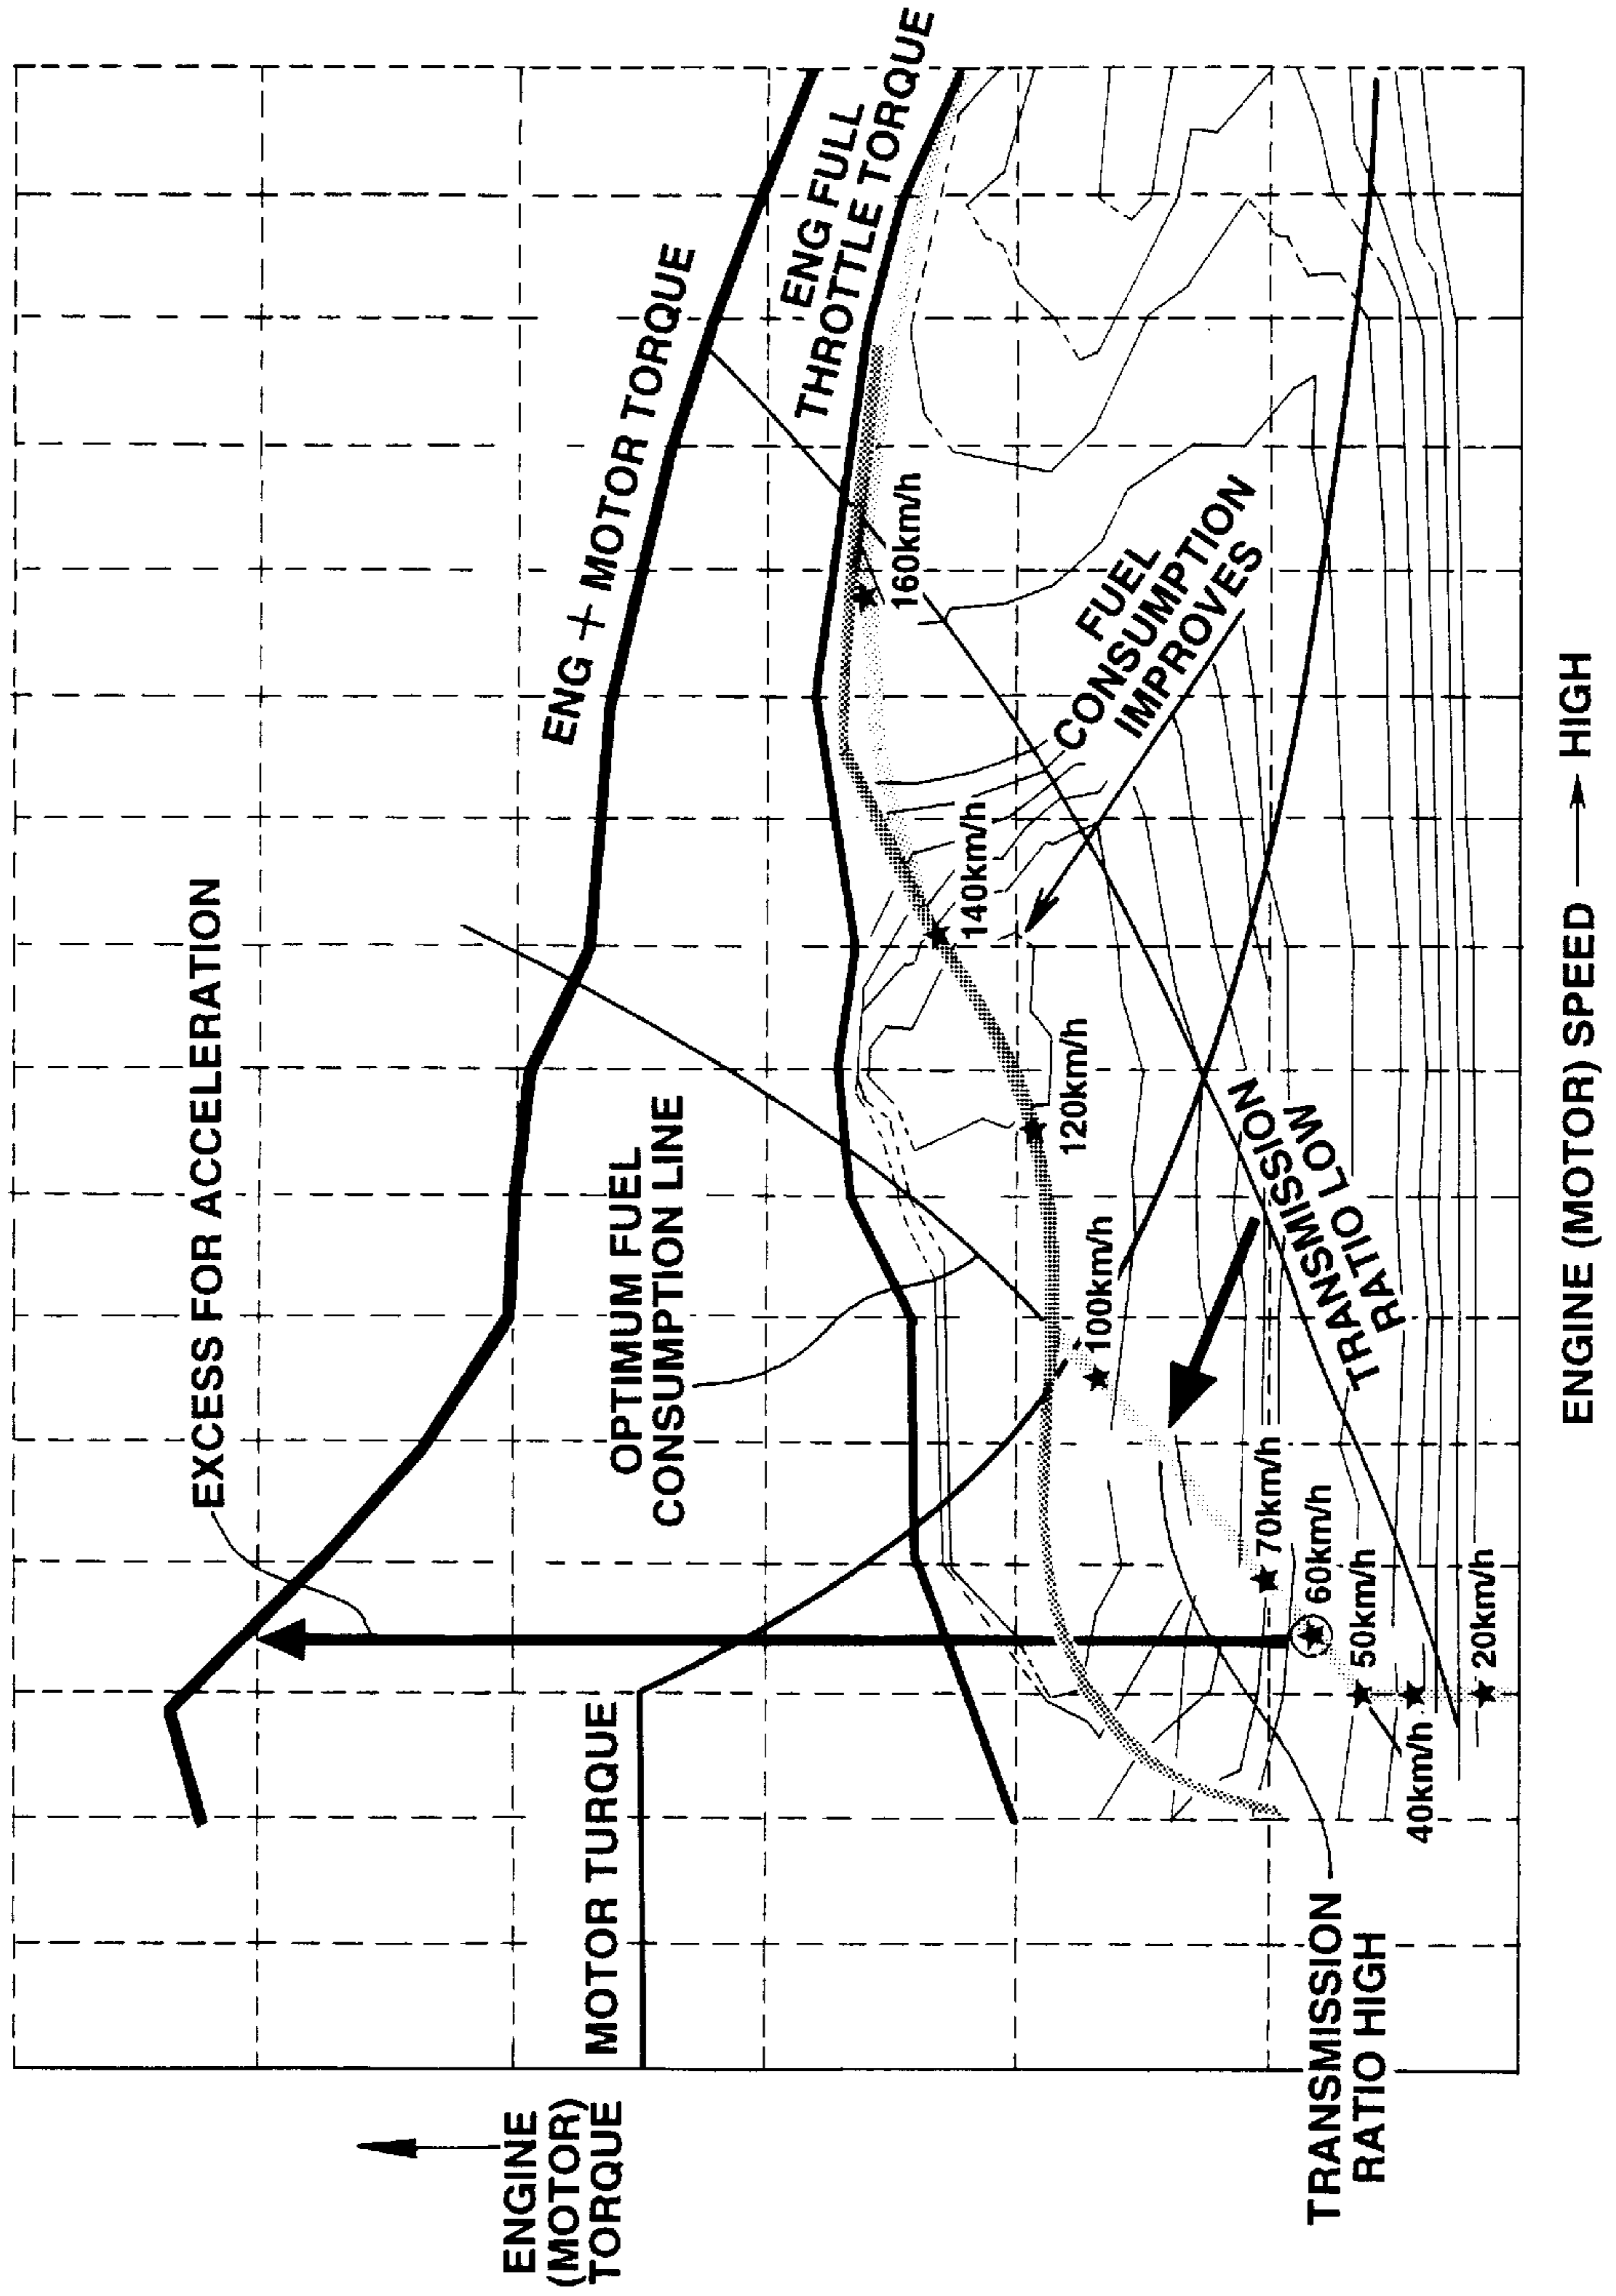 EXCESS FOR ACCELERATION
ENG + MOTOR TORQUE
ENG FULL
THROTTLE TORQUE
OPTIMUM FUEL
CONSUMPTION LINE
MOTOR TURQUE
ENGINE
(MOTOR)
TORQUE
160km/h
140km/h
120km/h
100km/h
70km/h
60km/h
50km/h
40km/h
20km/h
FUEL
CONSUMPTION
IMPROVES
TRANSMISSION
RATIO LOW
TRANSMISSION
RATIO HIGH
ENGINE (MOTOR) SPEED → HIGH